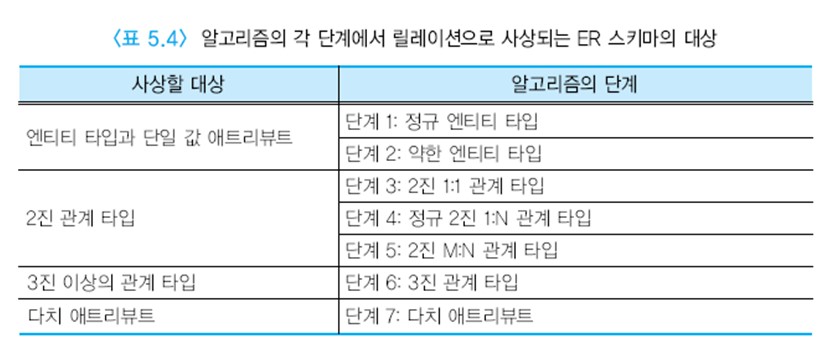 <표 5.4> 알고리즘의 각 단계에서 릴레이션으로 사상되는 ER 스키마의 대상
사상할 대상 알고리즘의 단계
엔티티 타입과 단일 값 애트리뷰트
단계 1: 정규 엔티티 타입
단계 2: 약한 엔티티 타입
2진 관계 타입
단계 3: 2진 1:1 관계 타입
단계 4: 정규 2진 1:N 관계 타입
단계 5: 2진 M:N 관계 타입
3진 이상의 관계 타입 단계 6: 3진 관계 타입
다치 애트리뷰트 단계 7: 다치 애트리뷰트